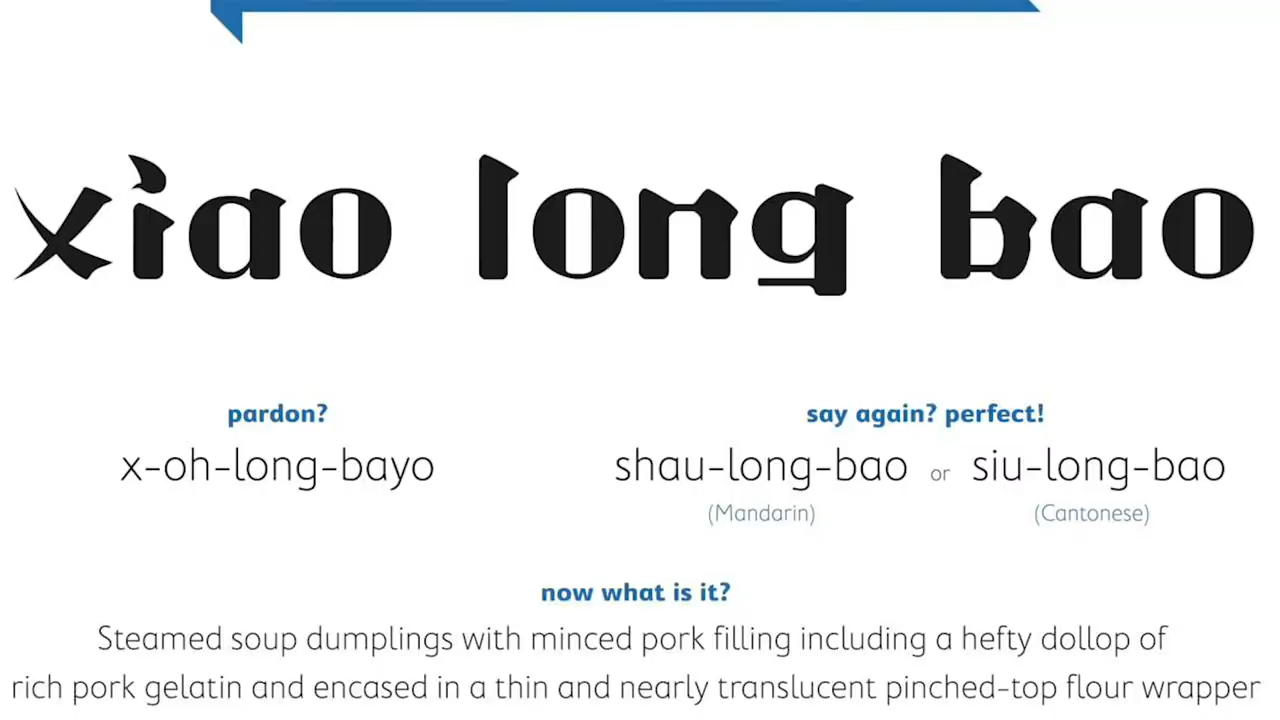 xiao long bao
pardon?
x-oh-long-bayo
say again? perfect!
shau-long-bao or siu-long-bao
(Mandarin) (Cantonese)
now what is it?
Steamed soup dumplings with minced pork filling including a hefty dollop of
rich pork gelatin and encased in a thin and nearly translucent pinched-top flour wrapper